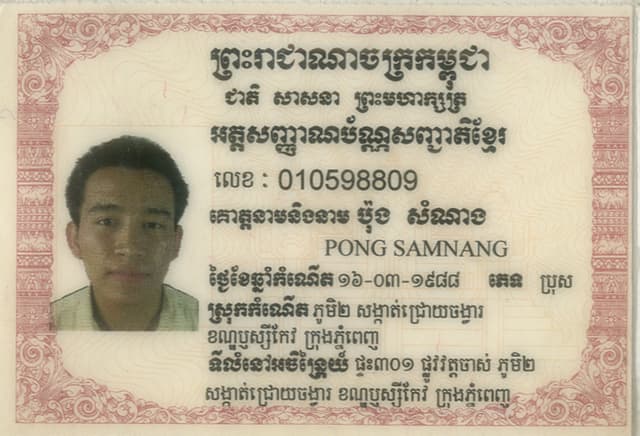 ព្រះរាជាណាចក្រកម្ពុជា
ជាតិ សាសនា ព្រះមហាក្សត្រ
អត្តសញ្ញាណប័ណ្ណសញ្ជាតិខ្មែរ
លេខ : 010598809
គោត្តនាមនិងនាម ប៉ុង សំណាង
PONG SAMNANG
ថ្ងៃខែឆ្នាំកំណើត ១៦-០៣-១៩៨៨ ភេទ ប្រុស
ស្រុកកំណើត ភូមិ២ សង្កាត់ជ្រោយចង្វារ
ខណ្ឌឫស្សីកែវ ក្រុងភ្នំពេញ
ទីលំនៅអចិន្ត្រៃយ៍ ផ្ទះ៣០១ ផ្លូវវត្តចាស់ ភូមិ២
សង្កាត់ជ្រោយចង្វារ ខណ្ឌឫស្សីកែវ ក្រុងភ្នំពេញ